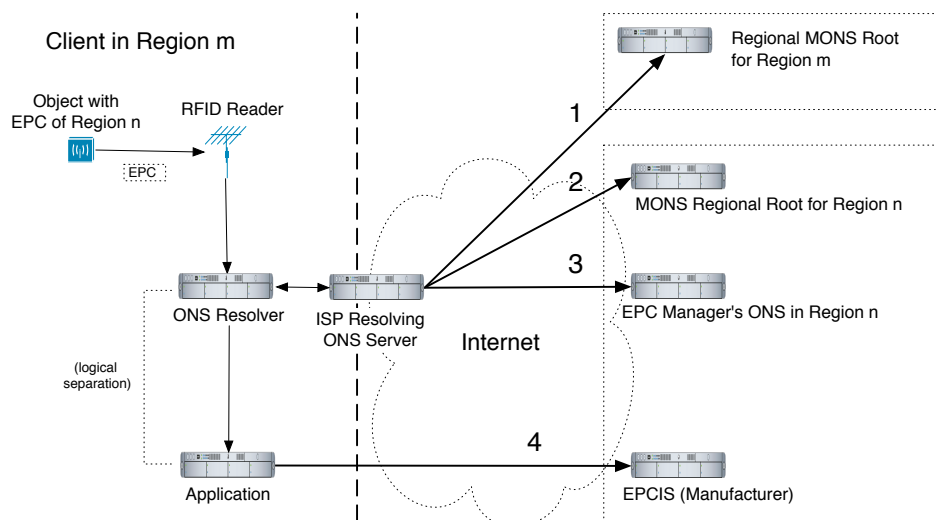 Client in Region m
Regional MONS Root
for Region m
Object with
EPC of Region n
RFID Reader
1
EPC
2
MONS Regional Root for Region n
3
ONS Resolver
ISP Resolving
ONS Server
EPC Manager's ONS in Region n
Internet
(logical
separation)
4
Application
EPCIS (Manufacturer)